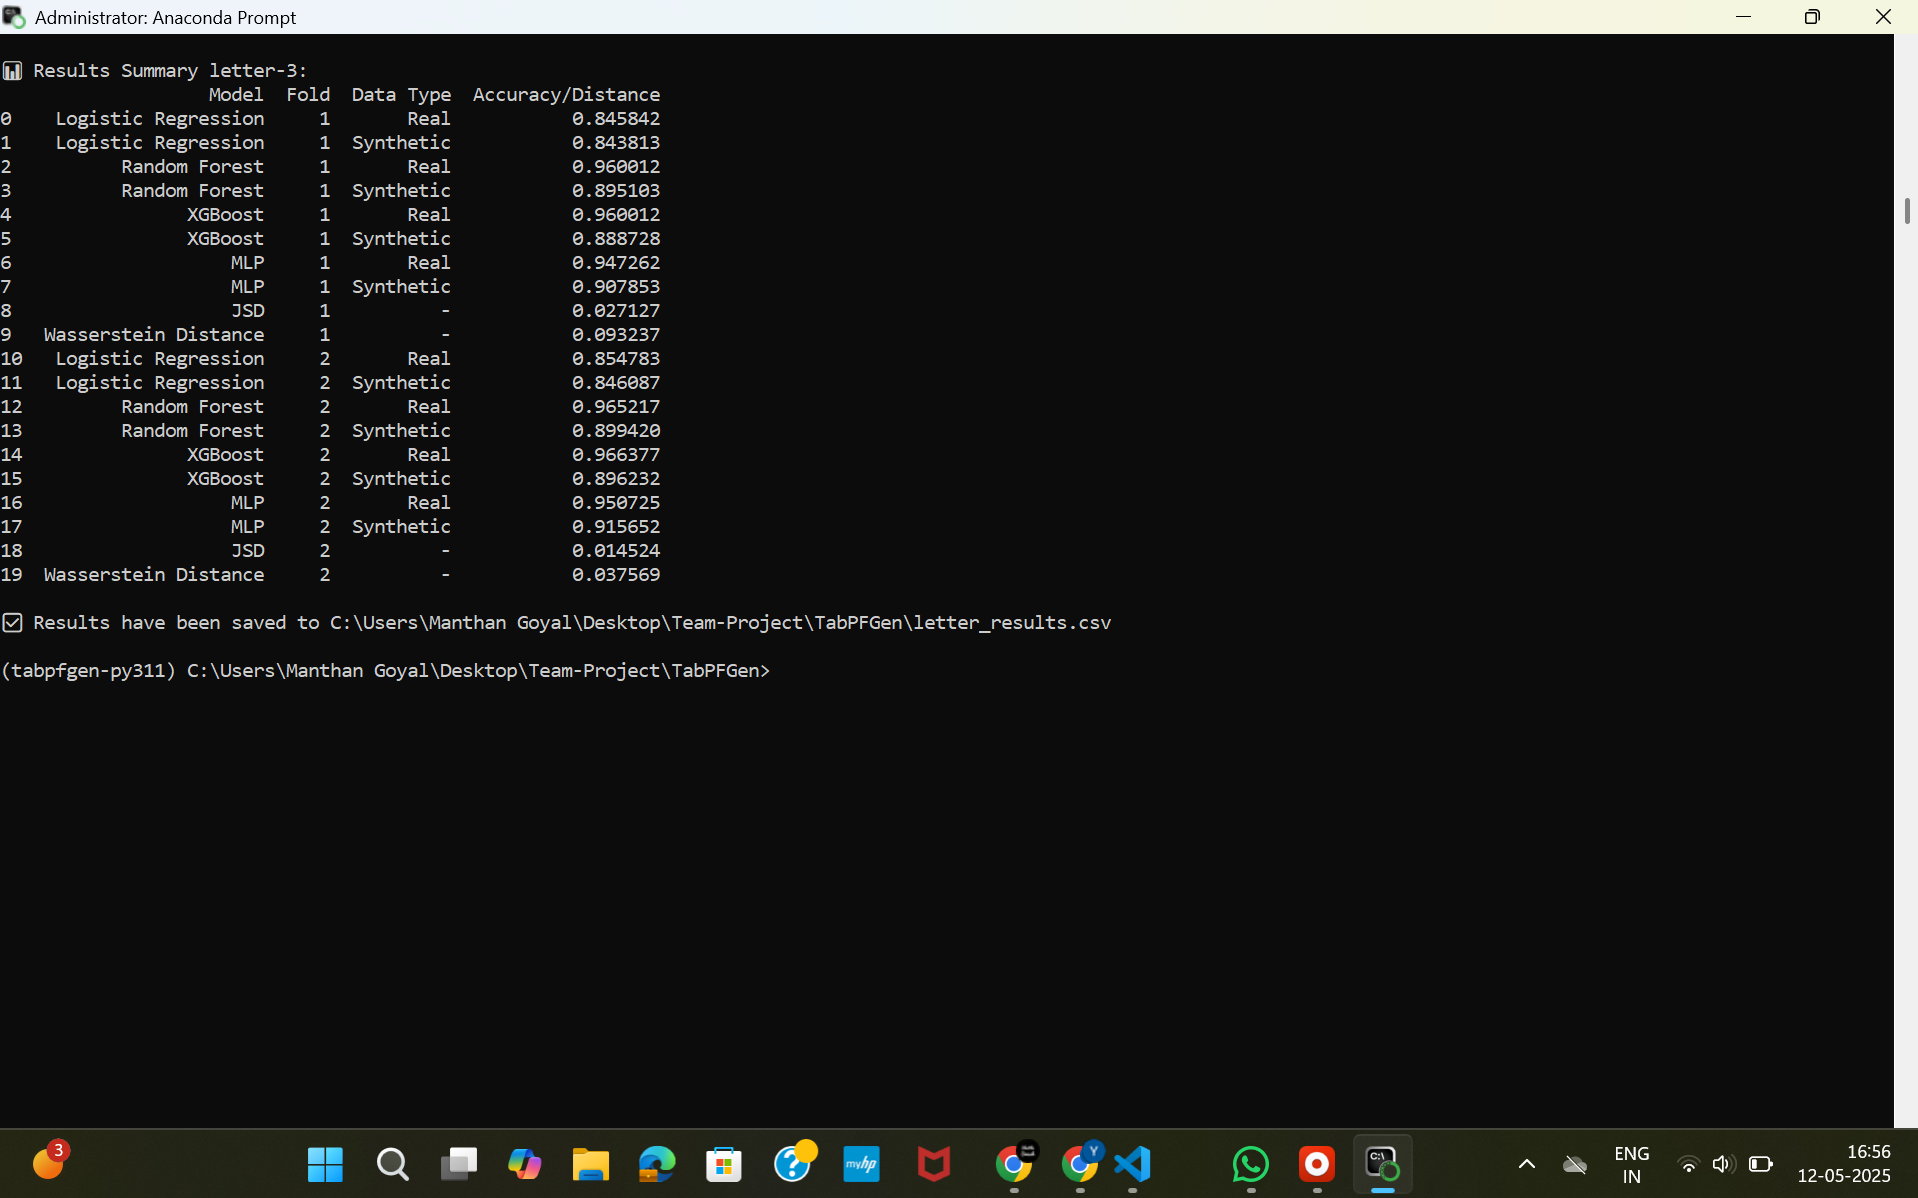 Administrator: Anaconda Prompt
Results Summary letter-3:
Model Fold Data Type Accuracy/Distance
0 Logistic Regression 1 Real 0.845842
1 Logistic Regression 1 Synthetic 0.843813
2 Random Forest 1 Real 0.960012
3 Random Forest 1 Synthetic 0.895103
4 XGBoost 1 Real 0.960012
5 XGBoost 1 Synthetic 0.888728
6 MLP 1 Real 0.947262
7 MLP 1 Synthetic 0.907853
8 JSD 1 - 0.027127
9 Wasserstein Distance 1 - 0.093237
10 Logistic Regression 2 Real 0.854783
11 Logistic Regression 2 Synthetic 0.846087
12 Random Forest 2 Real 0.965217
13 Random Forest 2 Synthetic 0.899420
14 XGBoost 2 Real 0.966377
15 XGBoost 2 Synthetic 0.896232
16 MLP 2 Real 0.950725
17 MLP 2 Synthetic 0.915652
18 JSD 2 - 0.014524
19 Wasserstein Distance 2 - 0.037569
Results have been saved to C:\Users\Manthan Goyal\Desktop\Team-Project\TabPFGen\letter_results.csv
(tabpfgen-py311) C:\Users\Manthan Goyal\Desktop\Team-Project\TabPFGen>
3
?
myhp
Y
C:\
ENG
IN
16:56
12-05-2025